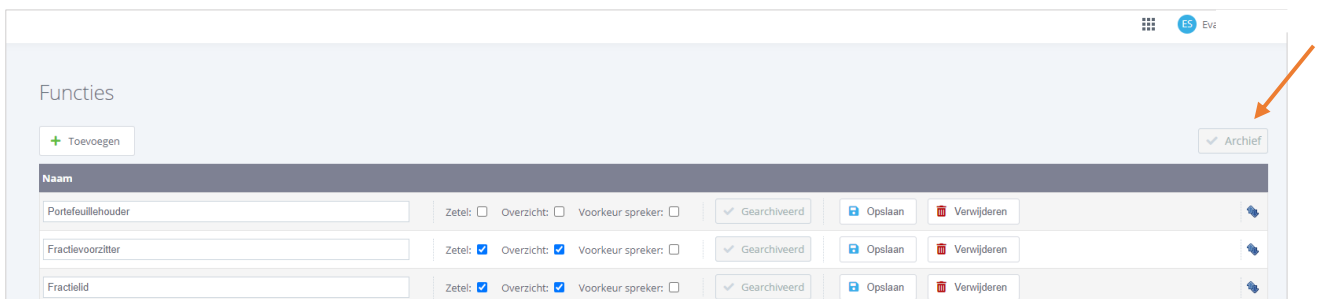 ES Eva
Functies
+ Toevoegen
Archief
Naam
Portefeuillehouder Zetel: Overzicht: Voorkeur spreker: Gearchiveerd Opslaan Verwijderen
Fractievoorzitter Zetel: Overzicht: Voorkeur spreker: Gearchiveerd Opslaan Verwijderen
Fractielid Zetel: Overzicht: Voorkeur spreker: Gearchiveerd Opslaan Verwijderen